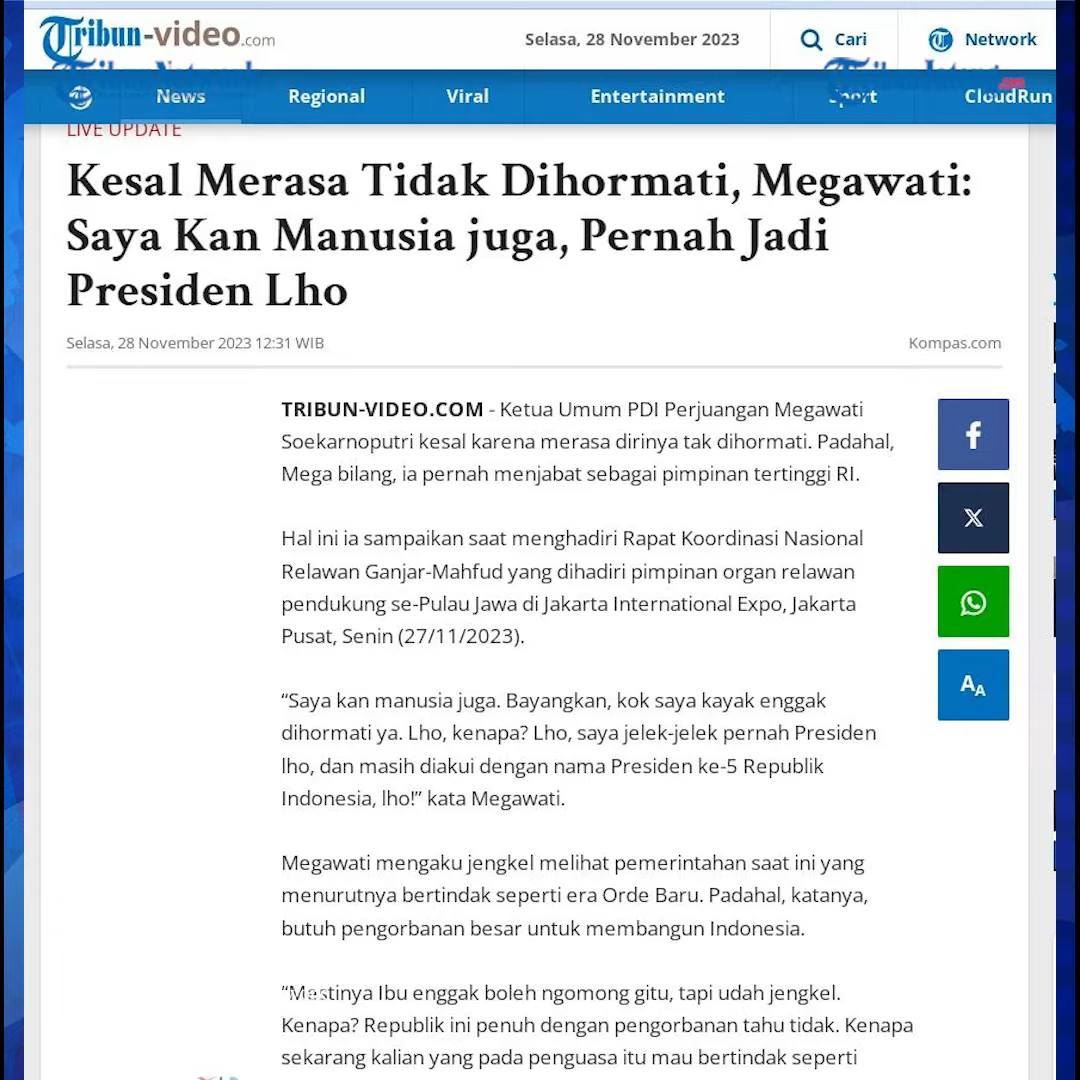 Tribun-video.com
Selasa, 28 November 2023
Cari
Network
News
Regional
Viral
Entertainment
Sport
CloudRun
LIVE UPDATE
Kesal Merasa Tidak Dihormati, Megawati:
Saya Kan Manusia juga, Pernah Jadi
Presiden Lho
Selasa, 28 November 2023 12:31 WIB
Kompas.com
TRIBUN-VIDEO.COM - Ketua Umum PDI Perjuangan Megawati
Soekarnoputri kesal karena merasa dirinya tak dihormati. Padahal,
Mega bilang, ia pernah menjabat sebagai pimpinan tertinggi RI.
Hal ini ia sampaikan saat menghadiri Rapat Koordinasi Nasional
Relawan Ganjar-Mahfud yang dihadiri pimpinan organ relawan
pendukung se-Pulau Jawa di Jakarta International Expo, Jakarta
Pusat, Senin (27/11/2023).
“Saya kan manusia juga. Bayangkan, kok saya kayak enggak
dihormati ya. Lho, kenapa? Lho, saya jelek-jelek pernah Presiden
lho, dan masih diakui dengan nama Presiden ke-5 Republik
Indonesia, lho!” kata Megawati.
Megawati mengaku jengkel melihat pemerintahan saat ini yang
menurutnya bertindak seperti era Orde Baru. Padahal, katanya,
butuh pengorbanan besar untuk membangun Indonesia.
“Mestinya Ibu enggak boleh ngomong gitu, tapi udah jengkel.
Kenapa? Republik ini penuh dengan pengorbanan tahu tidak. Kenapa
sekarang kalian yang pada penguasa itu mau bertindak seperti